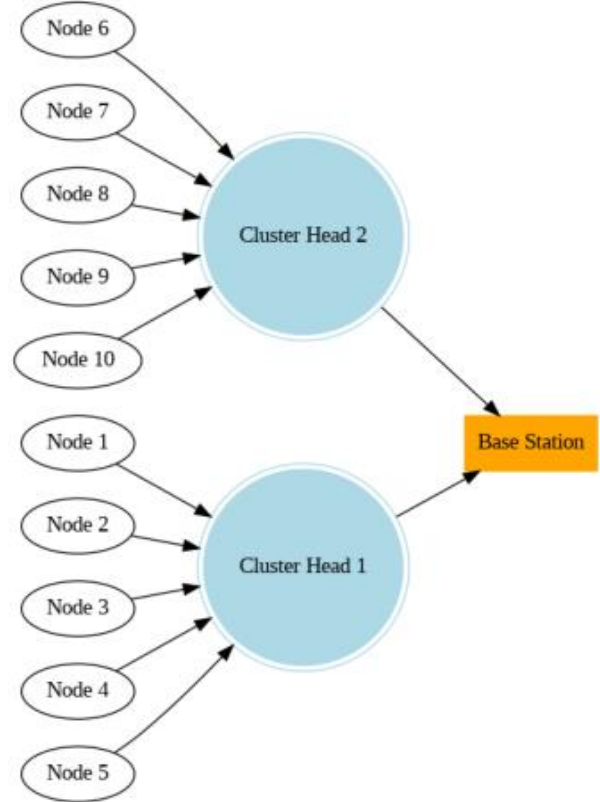 Node 6
Node 7
Node 8
Cluster Head 2
Node 9
Node 10
Node 1
Base Station
Node 2
Cluster Head 1
Node 3
Node 4
Node 5